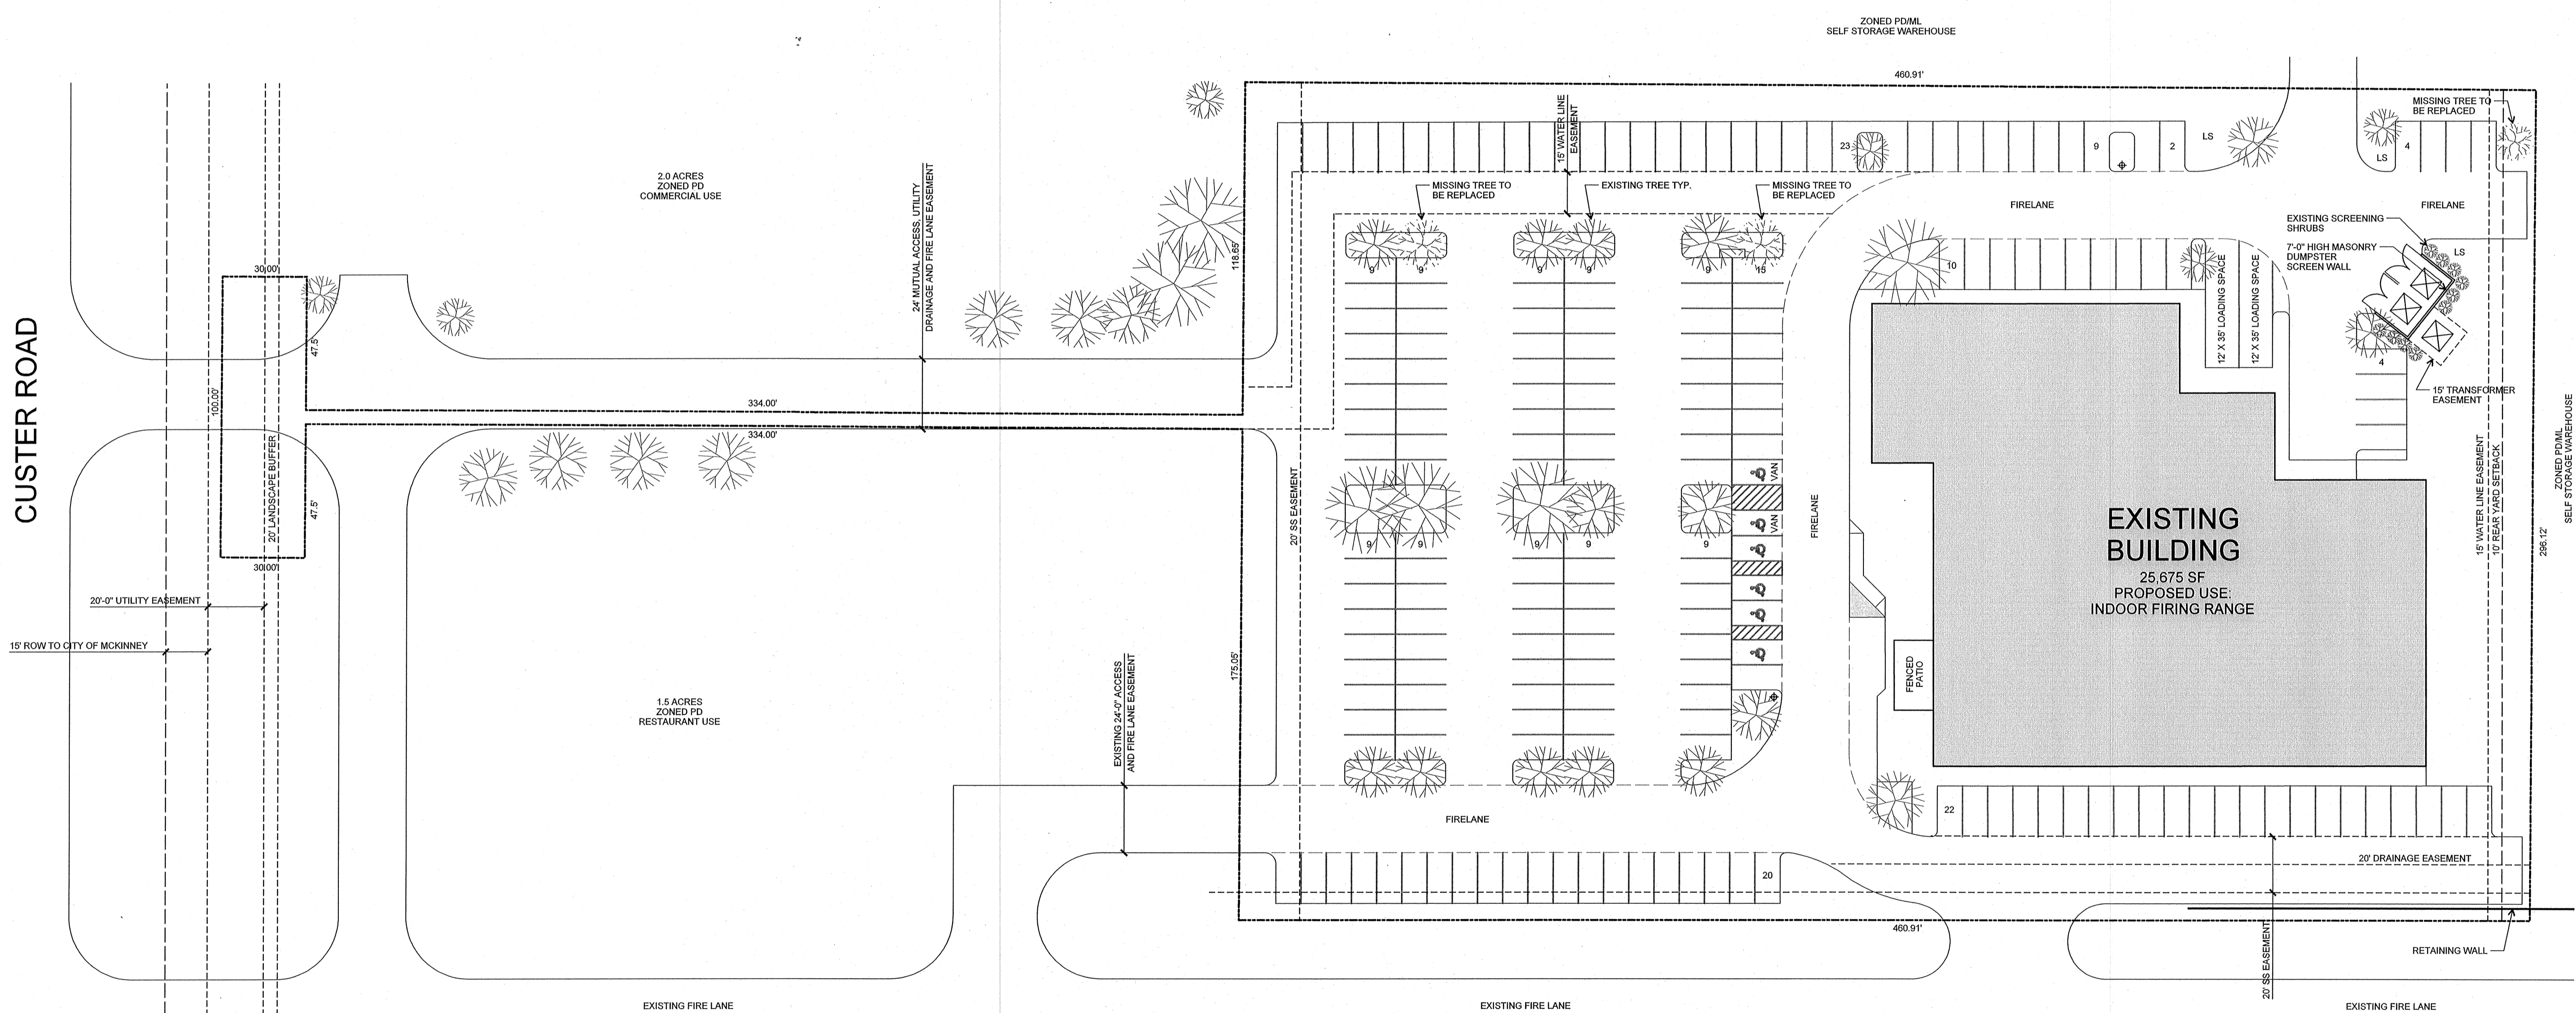 ZONED PD/ML
SELF STORAGE WAREHOUSE
460.91'
MISSING TREE TO
BE REPLACED
15' WATER LINE
EASEMENT
LS
23
9
2
LS
4
2.0 ACRES
ZONED PD
COMMERCIAL USE
24' MUTUAL ACCESS, UTILITY
DRAINAGE AND FIRE LANE EASEMENT
118.65'
MISSING TREE TO
BE REPLACED
EXISTING TREE TYP.
MISSING TREE TO
BE REPLACED
FIRELANE
FIRELANE
EXISTING SCREENING
SHRUBS
7'-0" HIGH MASONRY
DUMPSTER
SCREEN WALL
LS
9
9
9
9
9
15
10
12' X 35' LOADING SPACE
12' X 35' LOADING SPACE
4
15' TRANSFORMER
EASEMENT
30.00'
47.5'
100.00'
334.00'
334.00'
CUSTER ROAD
20' LANDSCAPE BUFFER
47.5'
30.00'
20' SS EASEMENT
VAN
VAN
FIRELANE
9
9
9
9
9
EXISTING
BUILDING
25,675 SF
PROPOSED USE:
INDOOR FIRING RANGE
15' WATER LINE EASEMENT
10' REAR YARD SETBACK
296.12'
ZONED PD/ML
SELF STORAGE WAREHOUSE
20'-0" UTILITY EASEMENT
15' ROW TO CITY OF MCKINNEY
175.05'
FENCED
PATIO
1.5 ACRES
ZONED PD
RESTAURANT USE
EXISTING 24'-0" ACCESS
AND FIRE LANE EASEMENT
FIRELANE
22
20' DRAINAGE EASEMENT
20
460.91'
20' SS EASEMENT
RETAINING WALL
EXISTING FIRE LANE
EXISTING FIRE LANE
EXISTING FIRE LANE